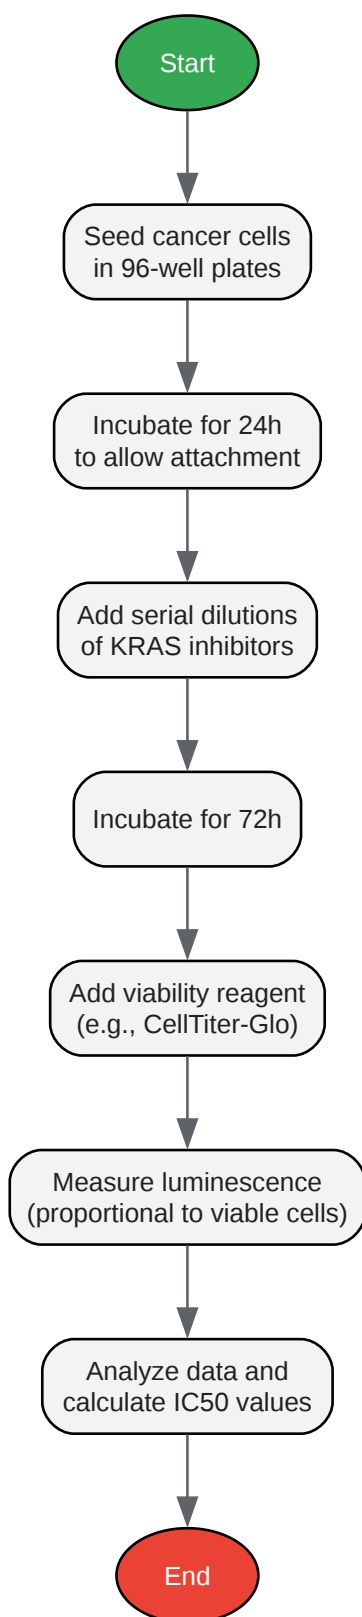 Start
Seed cancer cells
in 96-well plates
Incubate for 24h
to allow attachment
Add serial dilutions
of KRAS inhibitors
Incubate for 72h
Add viability reagent
(e.g., CellTiter-Glo)
Measure luminescence
(proportional to viable cells)
Analyze data and
calculate IC50 values
End